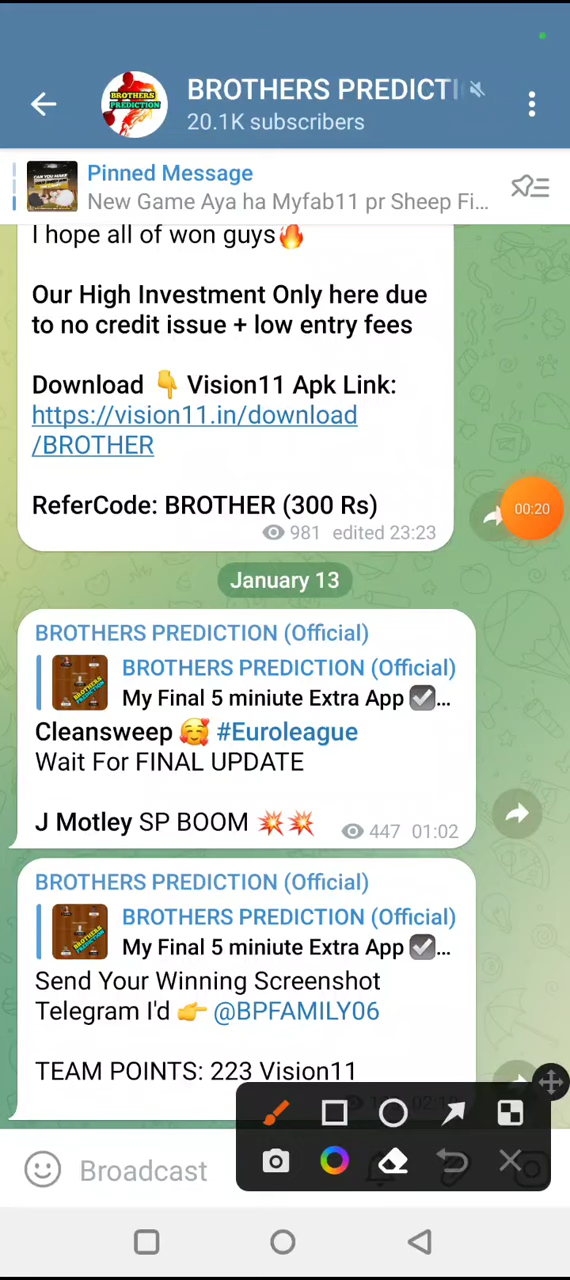 BROTHERS PREDICTI
20.1K subscribers
Pinned Message
New Game Aya ha Myfab11 pr Sheep Fi...
I hope all of won guys🔥
Our High Investment Only here due
to no credit issue + low entry fees
Download 👇 Vision11 Apk Link:
https://vision11.in/download
/BROTHER
ReferCode: BROTHER (300 Rs)
981 edited 23:23
00:20
January 13
BROTHERS PREDICTION (Official)
BROTHERS PREDICTION (Official)
My Final 5 miniute Extra App ☑️...
Cleansweep 🥰 #Euroleague
Wait For FINAL UPDATE
J Motley SP BOOM 💥💥
447 01:02
BROTHERS PREDICTION (Official)
BROTHERS PREDICTION (Official)
My Final 5 miniute Extra App ☑️...
Send Your Winning Screenshot
Telegram I'd 👉 @BPFAMILY06
TEAM POINTS: 223 Vision11
Broadcast